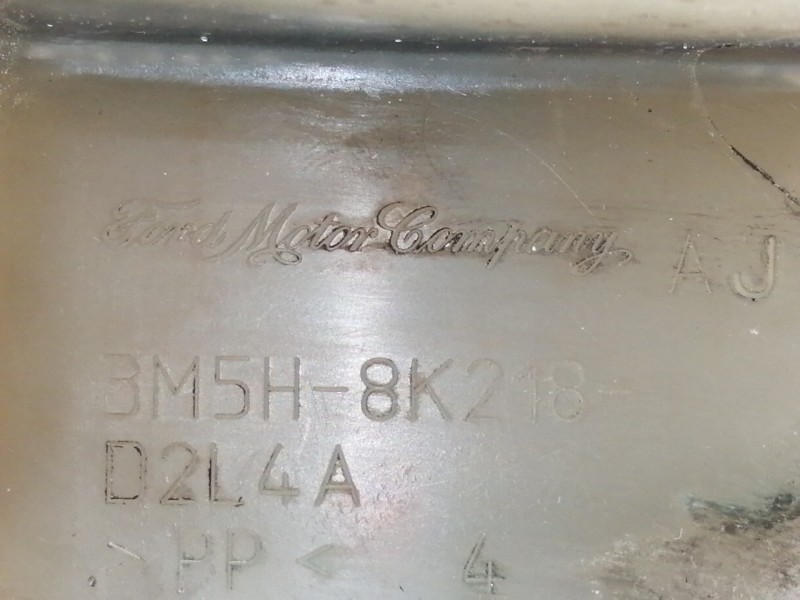 Ford Motor Company AJ
3M5H-8K218-
D2L4A
>PP< 4